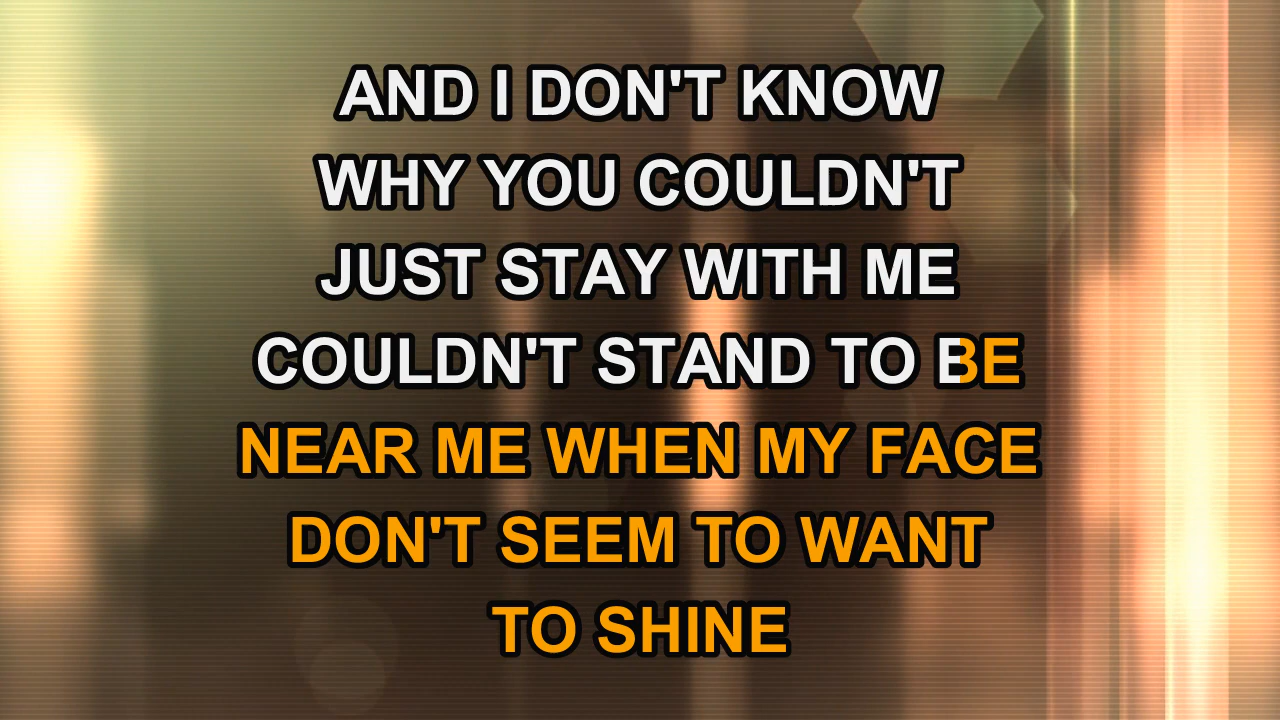 AND I DON'T KNOW
WHY YOU COULDN'T
JUST STAY WITH ME
COULDN'T STAND TO BE
NEAR ME WHEN MY FACE
DON'T SEEM TO WANT
TO SHINE